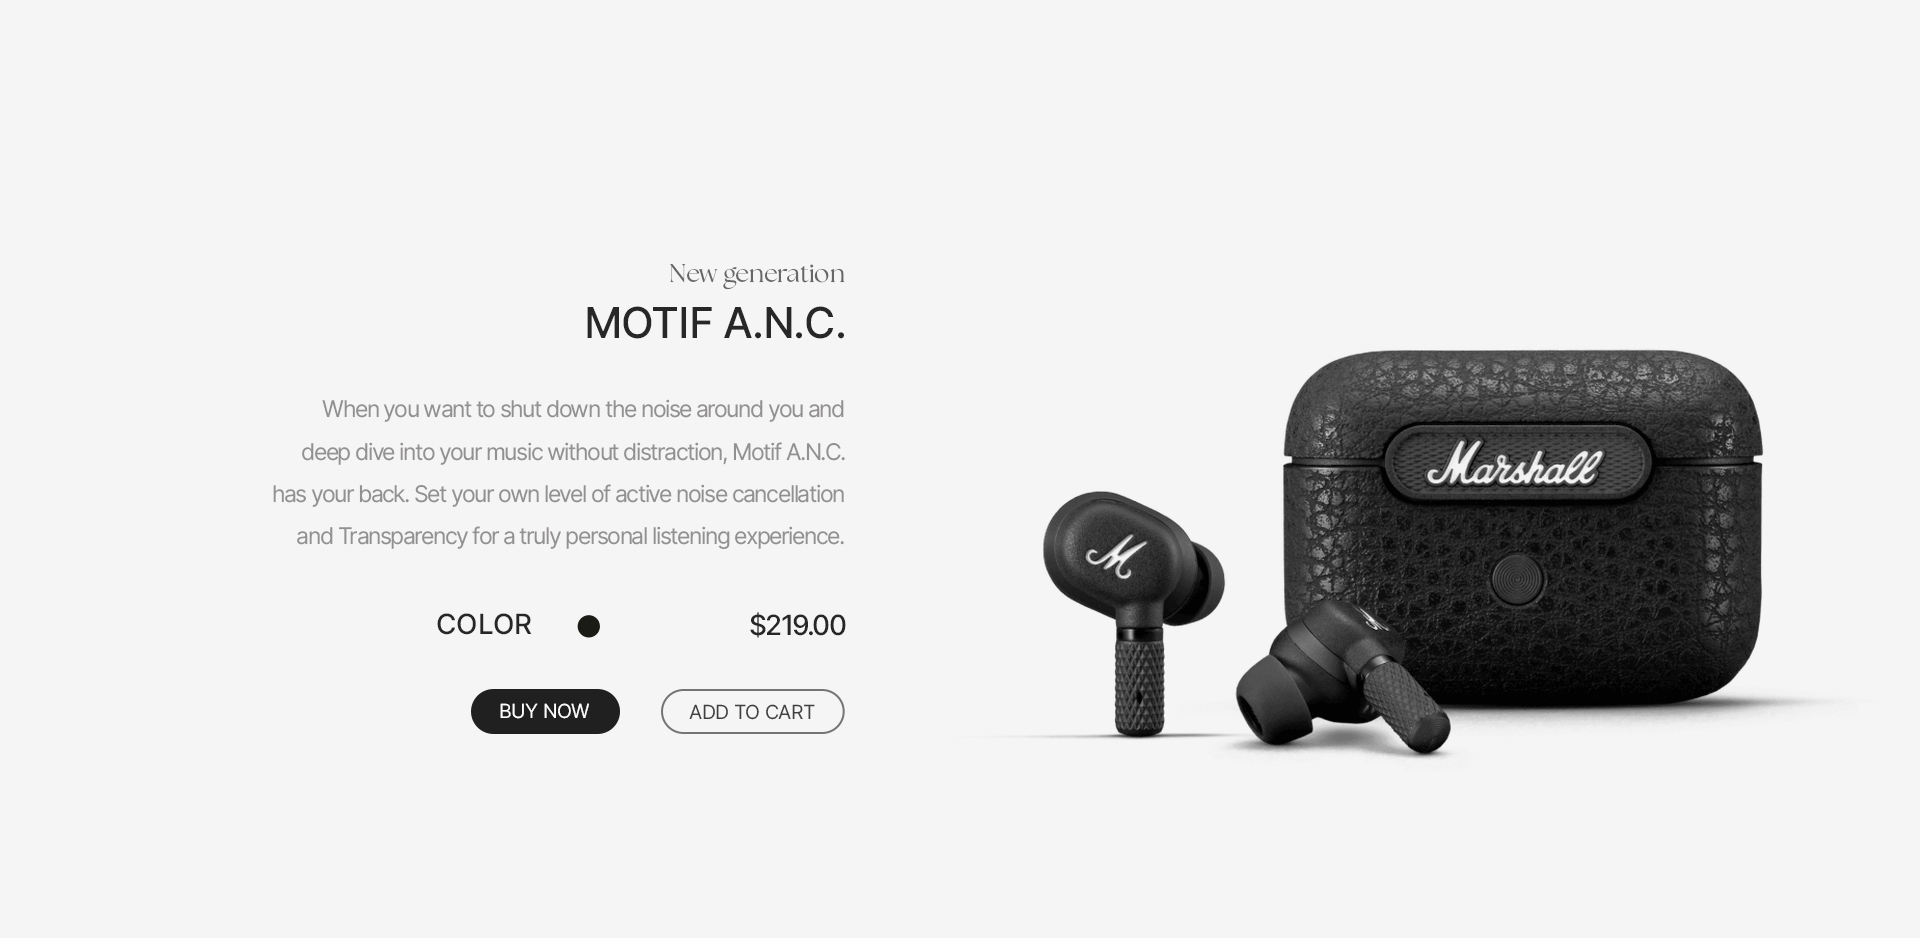 New generation
MOTIF A.N.C.
When you want to shut down the noise around you and
deep dive into your music without distraction, Motif A.N.C.
has your back. Set your own level of active noise cancellation
and Transparency for a truly personal listening experience.
COLOR $219.00
BUY NOW ADD TO CART
Marshall
M
M